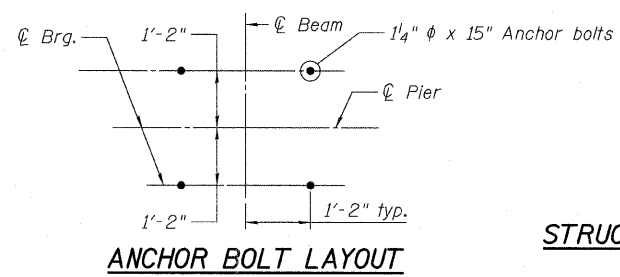 ℄ Beam
℄ Brg.
1'-2"
1¼" ϕ x 15" Anchor bolts
℄ Pier
1'-2"
1'-2" typ.
ANCHOR BOLT LAYOUT
STRUC